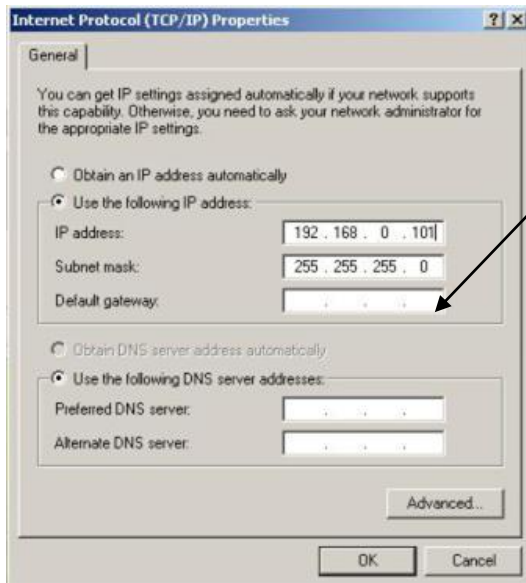 Internet Protocol (TCP/IP) Properties
General
You can get IP settings assigned automatically if your network supports
this capability. Otherwise, you need to ask your network administrator for
the appropriate IP settings.
Obtain an IP address automatically
Use the following IP address:
IP address: 192 . 168 . 0 . 101
Subnet mask: 255 . 255 . 255 . 0
Default gateway: . . .
Obtain DNS server address automatically
Use the following DNS server addresses:
Preferred DNS server: . . .
Alternate DNS server: . . .
Advanced...
OK Cancel